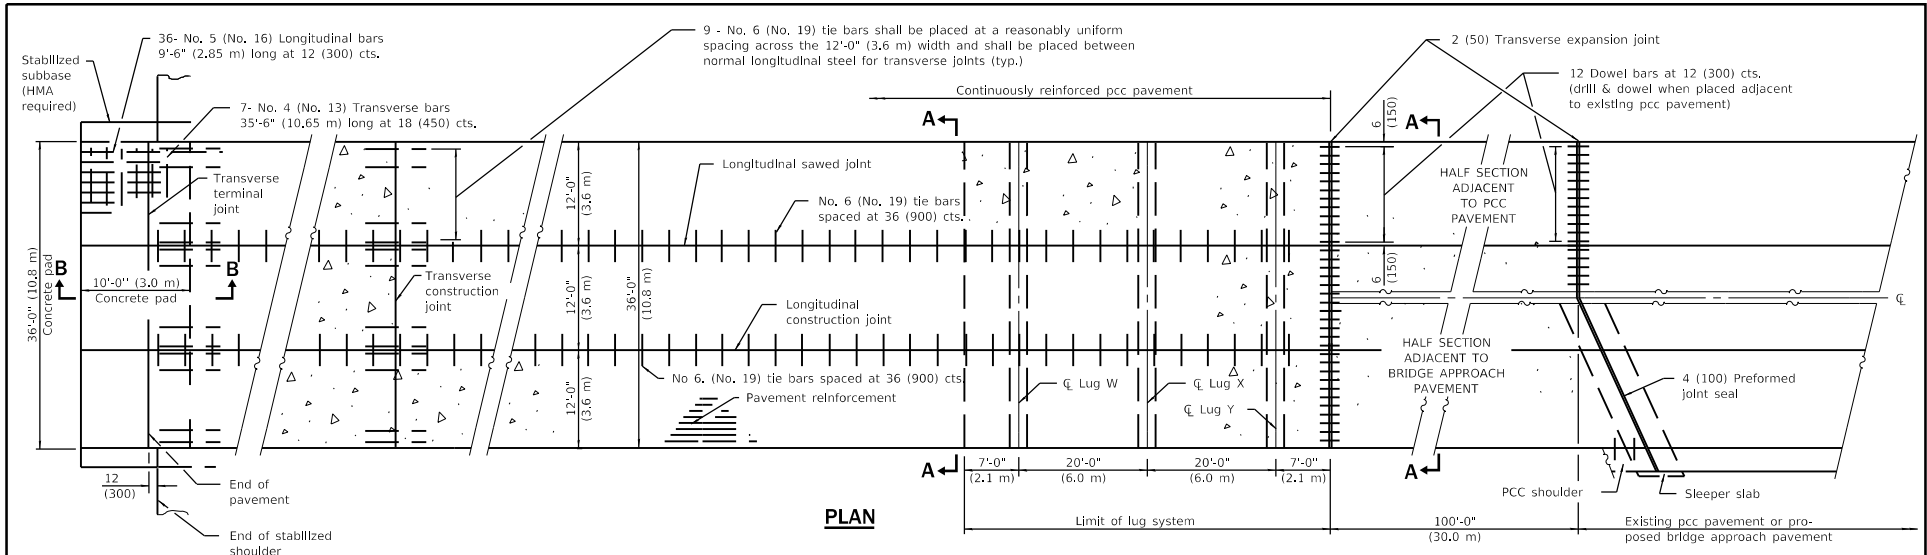 36- No. 5 (No. 16) Longitudinal bars
9'-6" (2.85 m) long at 12 (300) cts.
Stabilized
subbase
(HMA
required)
7- No. 4 (No. 13) Transverse bars
35'-6" (10.65 m) long at 18 (450) cts.
9 - No. 6 (No. 19) tie bars shall be placed at a reasonably uniform
spacing across the 12'-0" (3.6 m) width and shall be placed between
normal longitudinal steel for transverse joints (typ.)
2 (50) Transverse expansion joint
12 Dowel bars at 12 (300) cts.
(drill & dowel when placed adjacent
to existing pcc pavement)
Continuously reinforced pcc pavement
A
A
6
(150)
Transverse
terminal
joint
Longitudinal sawed joint
12'-0"
(3.6 m)
No. 6 (No. 19) tie bars
spaced at 36 (900) cts.
HALF SECTION
ADJACENT
TO PCC
PAVEMENT
6
(150)
36'-0" (10.8 m)
Concrete pad
B
B
10'-0" (3.0 m)
Concrete pad
Transverse
construction
joint
12'-0"
(3.6 m)
36'-0"
(10.8 m)
Longitudinal
construction joint
℄
HALF SECTION
ADJACENT TO
BRIDGE APPROACH
PAVEMENT
No 6. (No. 19) tie bars spaced at 36 (900) cts.
Pavement reinforcement
12'-0"
(3.6 m)
℄ Lug W
℄ Lug X
℄ Lug Y
4 (100) Preformed
joint seal
12
(300)
End of
pavement
End of stabilized
shoulder
A
A
7'-0"
(2.1 m)
20'-0"
(6.0 m)
20'-0"
(6.0 m)
7'-0"
(2.1 m)
PCC shoulder
Sleeper slab
PLAN
Limit of lug system
100'-0"
(30.0 m)
Existing pcc pavement or pro-
posed bridge approach pavement